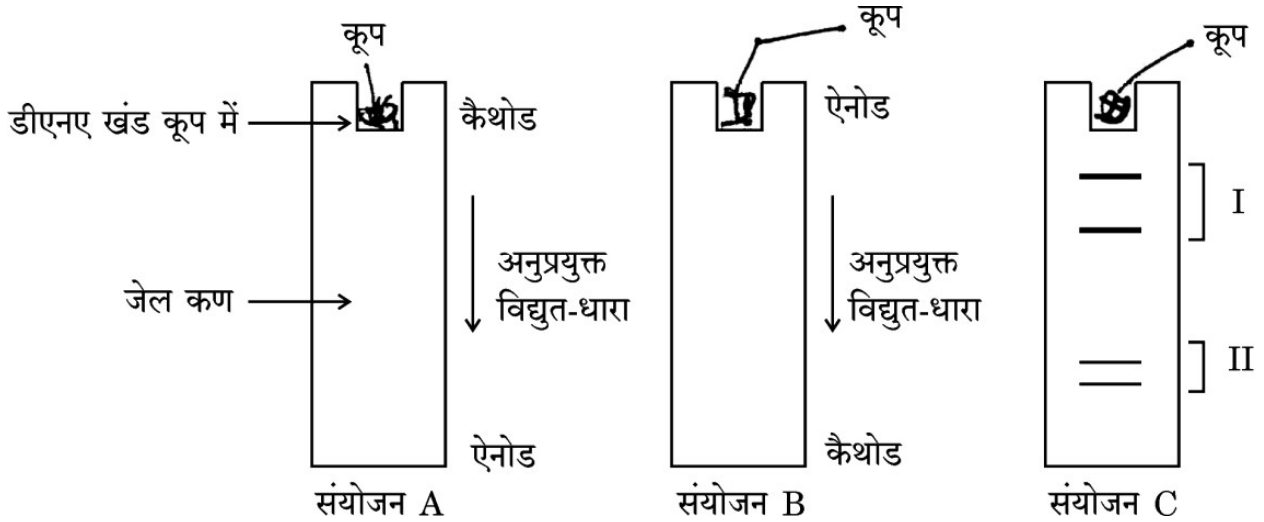 कूप
डीएनए खंड कूप में
कैथोड
जेल कण
अनुप्रयुक्त
विद्युत-धारा
ऐनोड
संयोजन A
कूप
ऐनोड
अनुप्रयुक्त
विद्युत-धारा
कैथोड
संयोजन B
कूप
I
II
संयोजन C